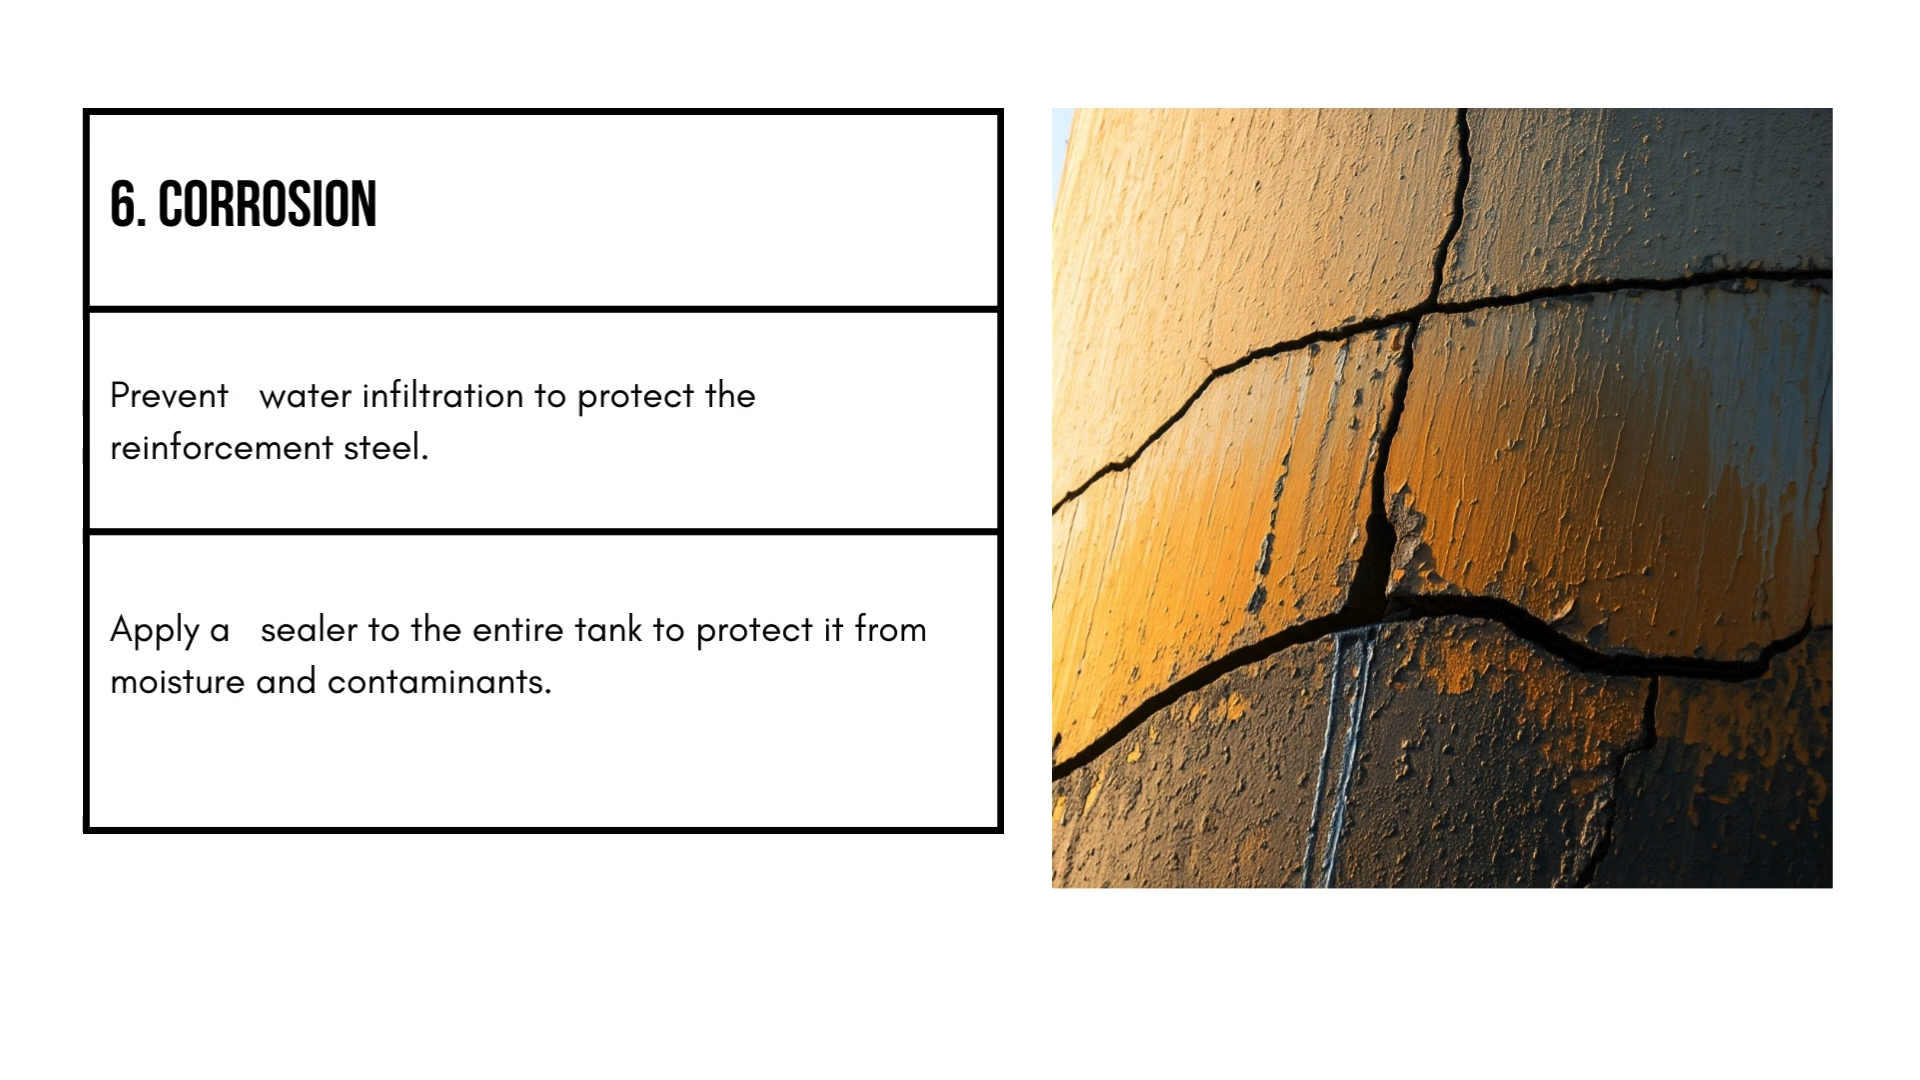 6. CORROSION
Prevent   water infiltration to protect the
reinforcement steel.
Apply a   sealer to the entire tank to protect it from
moisture and contaminants.